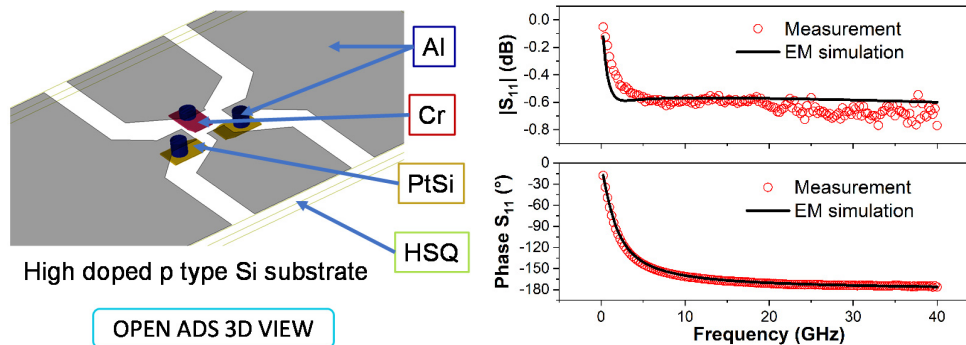 Al
Cr
PtSi
HSQ
High doped p type Si substrate
OPEN ADS 3D VIEW
|S11| (dB)
0.0
-0.2
-0.4
-0.6
-0.8
Measurement
EM simulation
Phase S11 (°)
-30
-60
-90
-120
-150
-180
Measurement
EM simulation
0 10 20 30 40
Frequency (GHz)